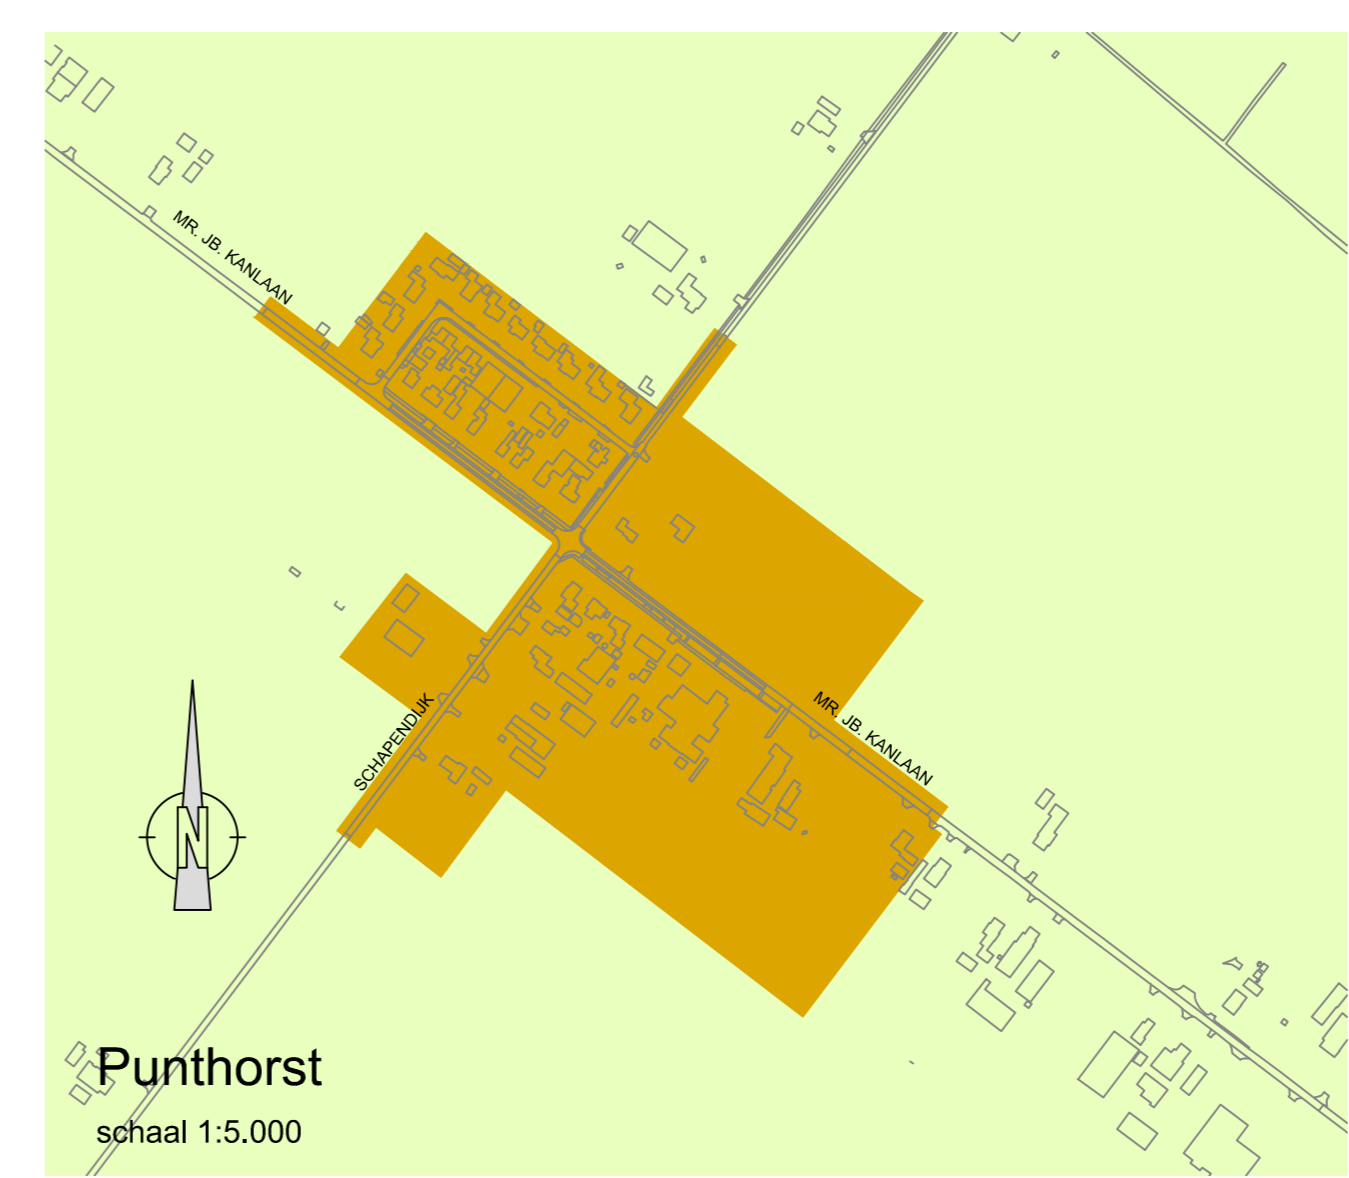 MR. JB. KANLAAN
MR. JB. KANLAAN
SCHAPENDIJK
N
Punthorst
schaal 1:5.000